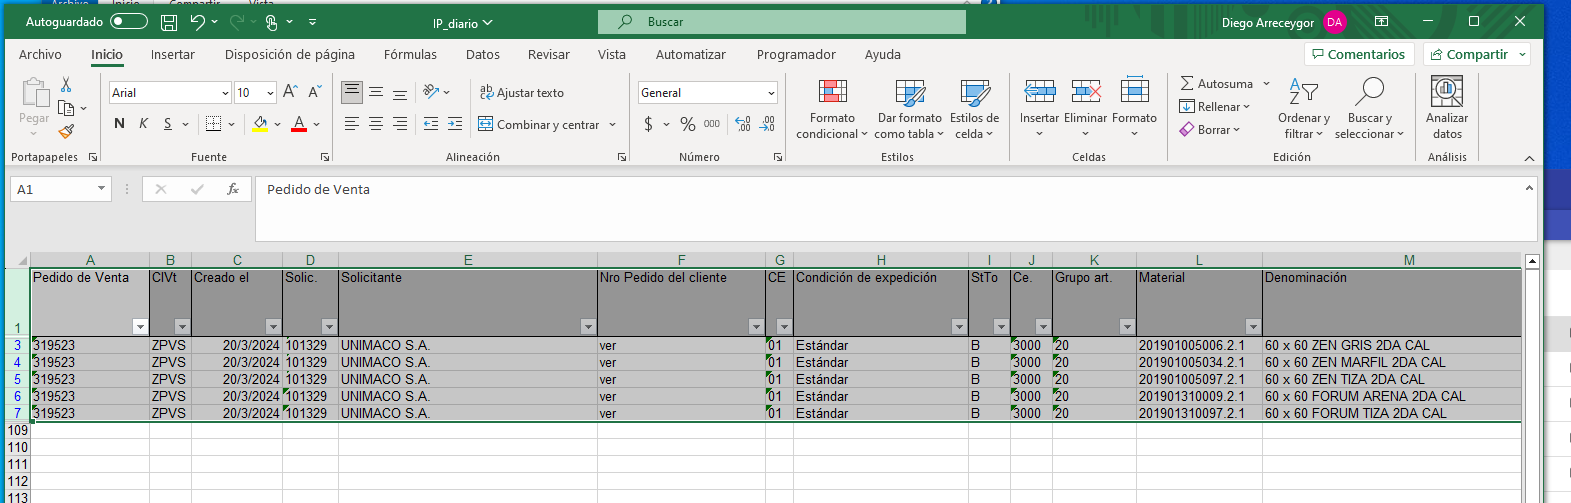 Archivo Inicio Compartir Vista
Autoguardado IP_diario Buscar Diego Arreceygor DA
Archivo Inicio Insertar Disposición de página Fórmulas Datos Revisar Vista Automatizar Programador Ayuda Comentarios Compartir
Pegar Arial 10 A A ab Ajustar texto General Formato condicional Dar formato como tabla Estilos de celda Insertar Eliminar Formato Autosuma Rellenar Borrar Ordenar y filtrar Buscar y seleccionar Analizar datos
N K S A Combinar y centrar $ % 000
Portapapeles Fuente Alineación Número Estilos Celdas Edición Análisis
A1 fx Pedido de Venta
A B C D E F G H I J K L M
1 Pedido de Venta ClVt Creado el Solic. Solicitante Nro Pedido del cliente CE Condición de expedición StTo Ce. Grupo art. Material Denominación
3 319523 ZPVS 20/3/2024 101329 UNIMACO S.A. ver 01 Estándar B 3000 20 201901005006.2.1 60 x 60 ZEN GRIS 2DA CAL
4 319523 ZPVS 20/3/2024 101329 UNIMACO S.A. ver 01 Estándar B 3000 20 201901005034.2.1 60 x 60 ZEN MARFIL 2DA CAL
5 319523 ZPVS 20/3/2024 101329 UNIMACO S.A. ver 01 Estándar B 3000 20 201901005097.2.1 60 x 60 ZEN TIZA 2DA CAL
6 319523 ZPVS 20/3/2024 101329 UNIMACO S.A. ver 01 Estándar B 3000 20 201901310009.2.1 60 x 60 FORUM ARENA 2DA CAL
7 319523 ZPVS 20/3/2024 101329 UNIMACO S.A. ver 01 Estándar B 3000 20 201901310097.2.1 60 x 60 FORUM TIZA 2DA CAL
109
110
111
112
113